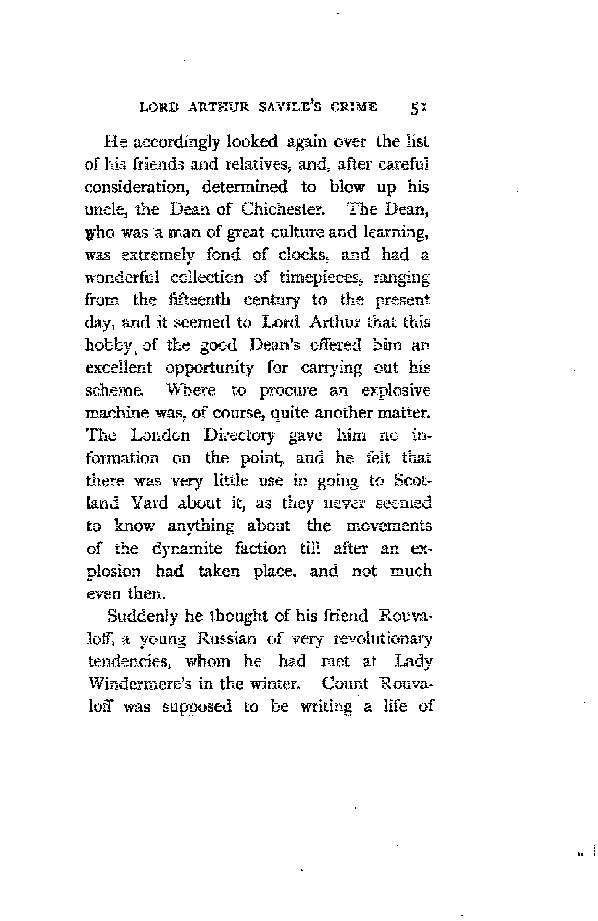 LORD ARTHUR SAVILE'S CRIME 51
He accordingly looked again over the list
of his friends and relatives, and, after careful
consideration, determined to blow up his
uncle, the Dean of Chichester. The Dean,
who was a man of great culture and learning,
was extremely fond of clocks, and had a
wonderful collection of timepieces, ranging
from the fifteenth century to the present
day, and it seemed to Lord Arthur that this
hobby of the good Dean's offered him an
excellent opportunity for carrying out his
scheme. Where to procure an explosive
machine was, of course, quite another matter.
The London Directory gave him no in-
formation on the point, and he felt that
there was very little use in going to Scot-
land Yard about it, as they never seemed
to know anything about the movements
of the dynamite faction till after an ex-
plosion had taken place, and not much
even then.
Suddenly he thought of his friend Rouva-
loff, a young Russian of very revolutionary
tendencies, whom he had met at Lady
Windermere's in the winter. Count Rouva-
loff was supposed to be writing a life of